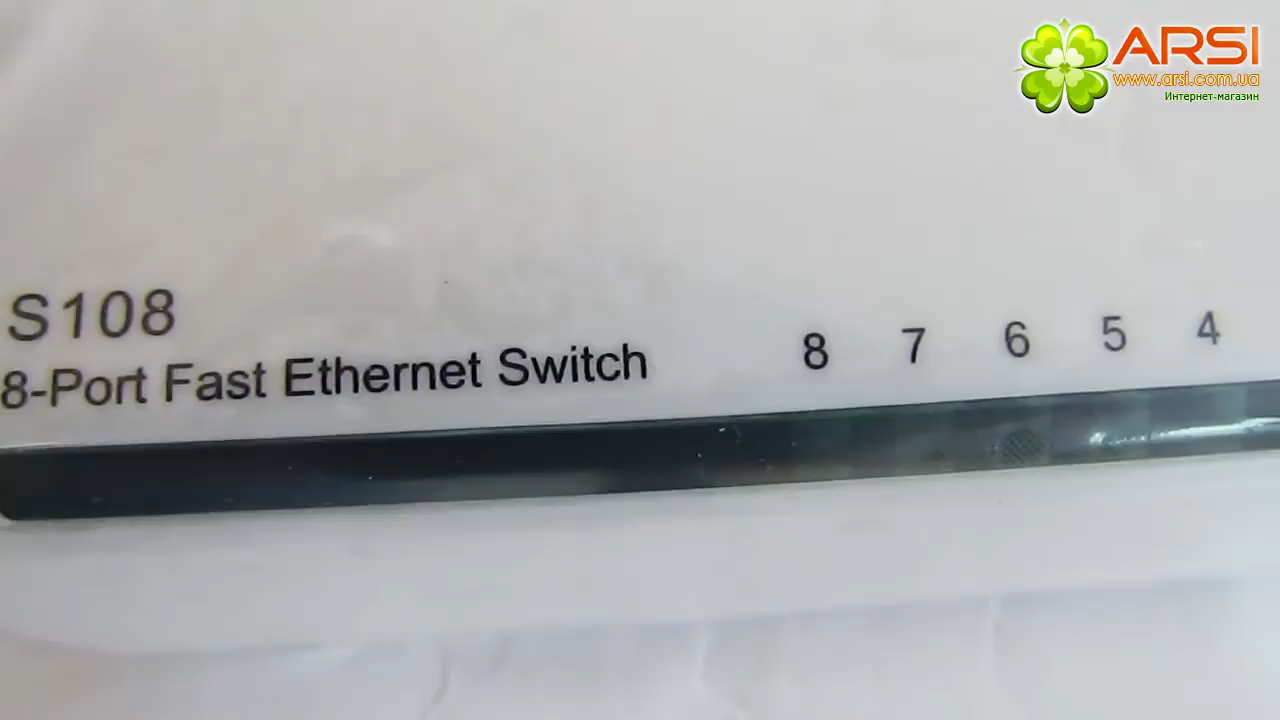 ARSI
www.arsi.com.ua
Интернет-магазин
S108
8-Port Fast Ethernet Switch
8 7 6 5 4